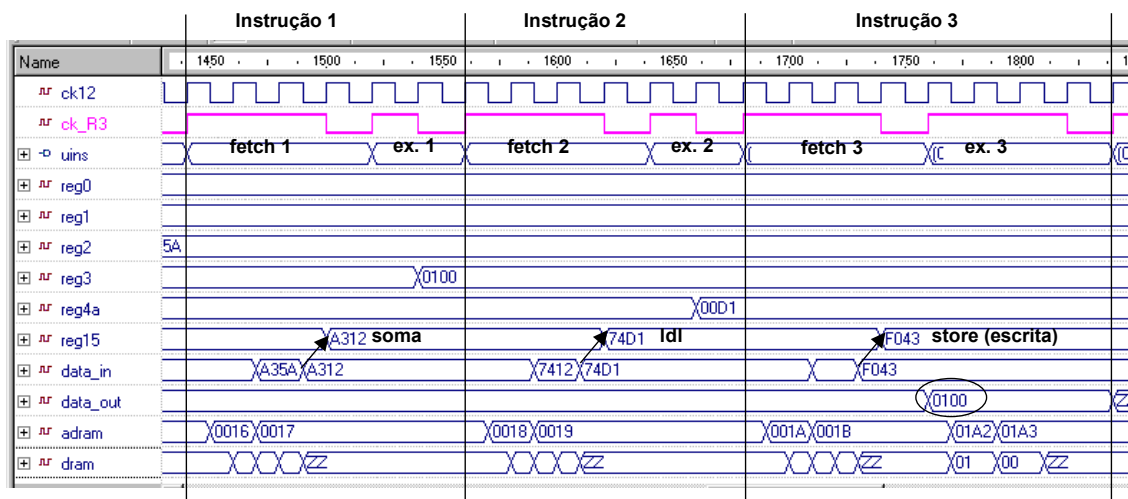 Instrução 1 Instrução 2 Instrução 3
Name 1450 1500 1550 1600 1650 1700 1750 1800 1
ck12
ck_R3
uins fetch 1 ex. 1 fetch 2 ex. 2 ( fetch 3 ((C ex. 3 ((C
reg0
reg1
reg2 5A
reg3 0100
reg4a 00D1
reg15 A312 soma 74D1 ldl F043 store (escrita)
data_in A35A A312 7412 74D1 F043
data_out 0100 Z
adram 0016 0017 0018 0019 001A 001B 01A2 01A3
dram ZZ ZZ ZZ 01 00 ZZ